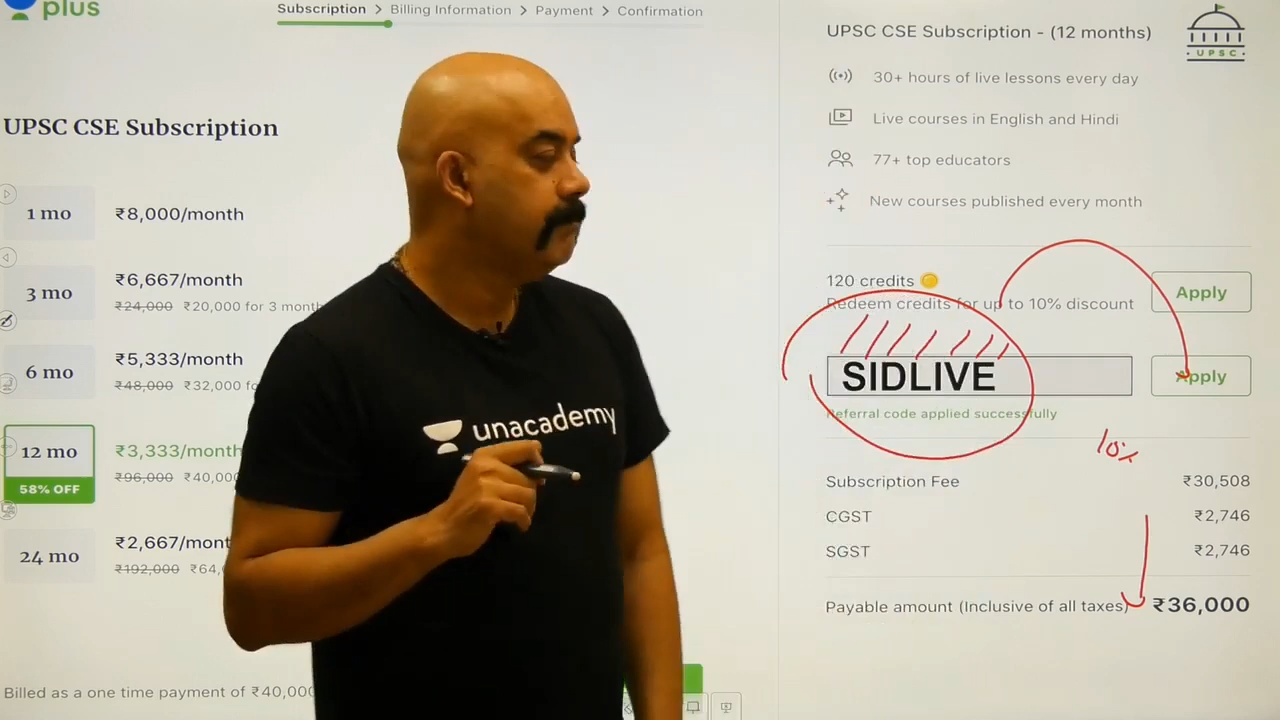 plus
Subscription > Billing Information > Payment > Confirmation
UPSC CSE Subscription
1 mo ₹8,000/month
3 mo ₹6,667/month
₹24,000 ₹20,000 for 3 month
6 mo ₹5,333/month
₹48,000 ₹32,000 fo
12 mo ₹3,333/month
58% OFF ₹96,000 ₹40,000
24 mo ₹2,667/mont
₹192,000 ₹64,
Billed as a one time payment of ₹40,000
unacademy
UPSC CSE Subscription - (12 months)
UPSC
30+ hours of live lessons every day
Live courses in English and Hindi
77+ top educators
New courses published every month
120 credits
Redeem credits for up to 10% discount
Apply
SIDLIVE
Apply
Referral code applied successfully
10%
Subscription Fee ₹30,508
CGST ₹2,746
SGST ₹2,746
Payable amount (Inclusive of all taxes) ₹36,000